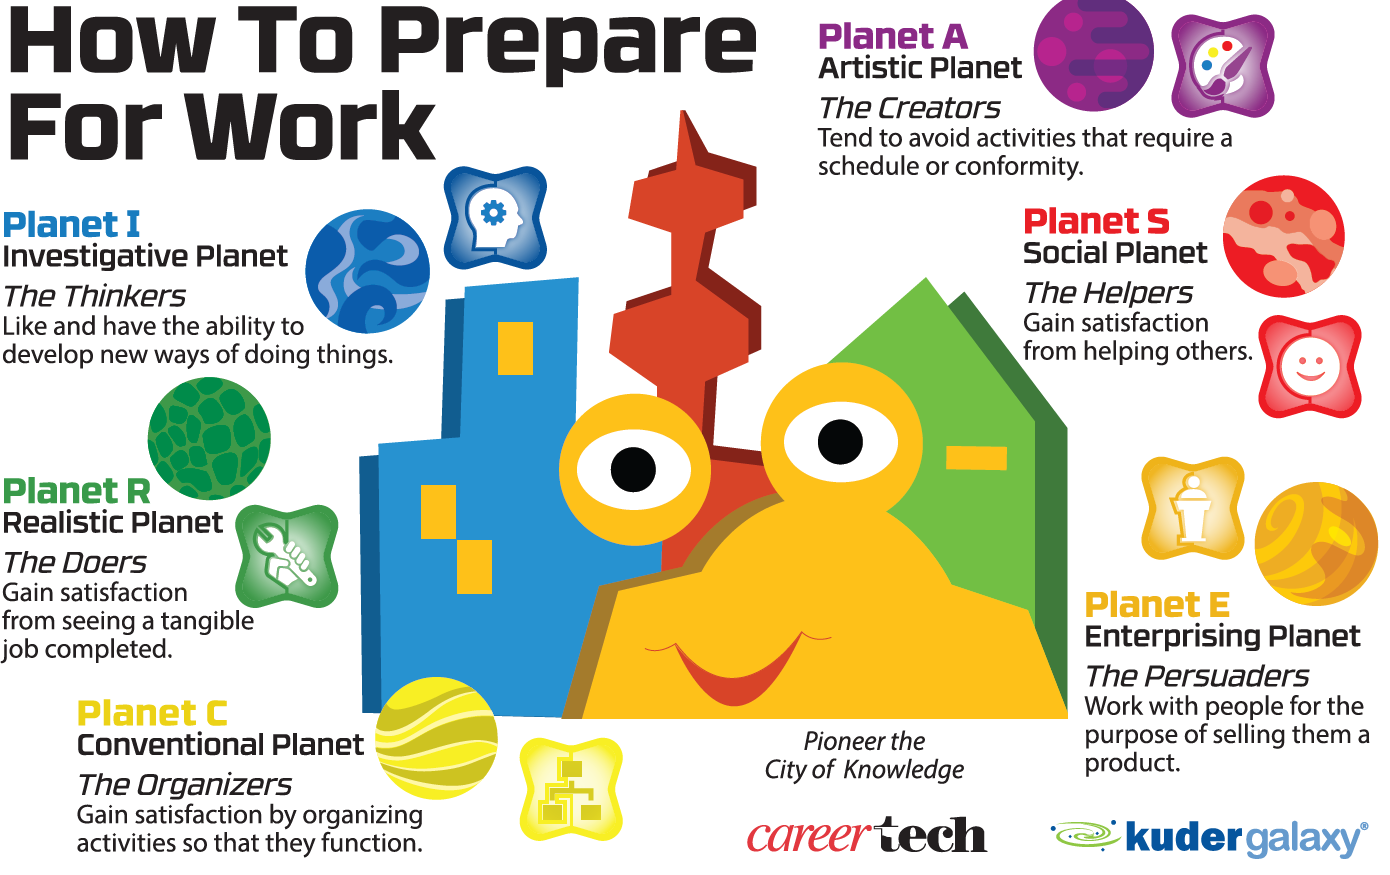 How To Prepare
For Work
Planet I
Investigative Planet
The Thinkers
Like and have the ability to
develop new ways of doing things.
Planet R
Realistic Planet
The Doers
Gain satisfaction
from seeing a tangible
job completed.
Planet C
Conventional Planet
The Organizers
Gain satisfaction by organizing
activities so that they function.
Planet A
Artistic Planet
The Creators
Tend to avoid activities that require a
schedule or conformity.
Planet S
Social Planet
The Helpers
Gain satisfaction
from helping others.
Planet E
Enterprising Planet
The Persuaders
Work with people for the
purpose of selling them a
product.
Pioneer the
City of Knowledge
careertech
kudergalaxy®